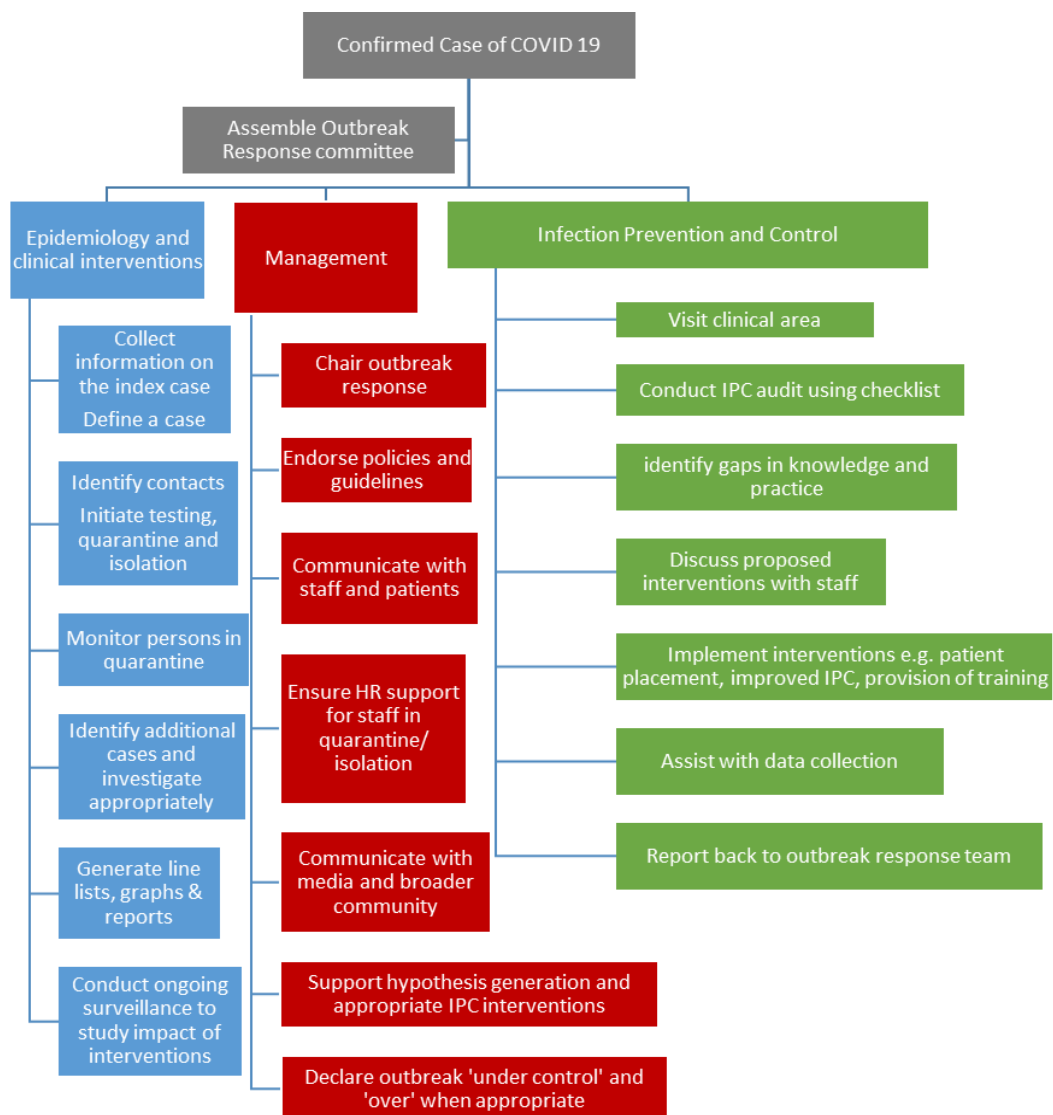 Confirmed Case of COVID 19
Assemble Outbreak
Response committee
Epidemiology and
clinical interventions
Collect
information on
the index case
Define a case
Identify contacts
Initiate testing,
quarantine and
isolation
Monitor persons in
quarantine
Identify additional
cases and
investigate
appropriately
Generate line
lists, graphs &
reports
Conduct ongoing
surveillance to
study impact of
interventions
Management
Chair outbreak
response
Endorse policies and
guidelines
Communicate with
staff and patients
Ensure HR support
for staff in
quarantine/
isolation
Communicate with
media and broader
community
Support hypothesis generation and
appropriate IPC interventions
Declare outbreak 'under control' and
'over' when appropriate
Infection Prevention and Control
Visit clinical area
Conduct IPC audit using checklist
identify gaps in knowledge and
practice
Discuss proposed
interventions with staff
Implement interventions e.g. patient
placement, improved IPC, provision of training
Assist with data collection
Report back to outbreak response team